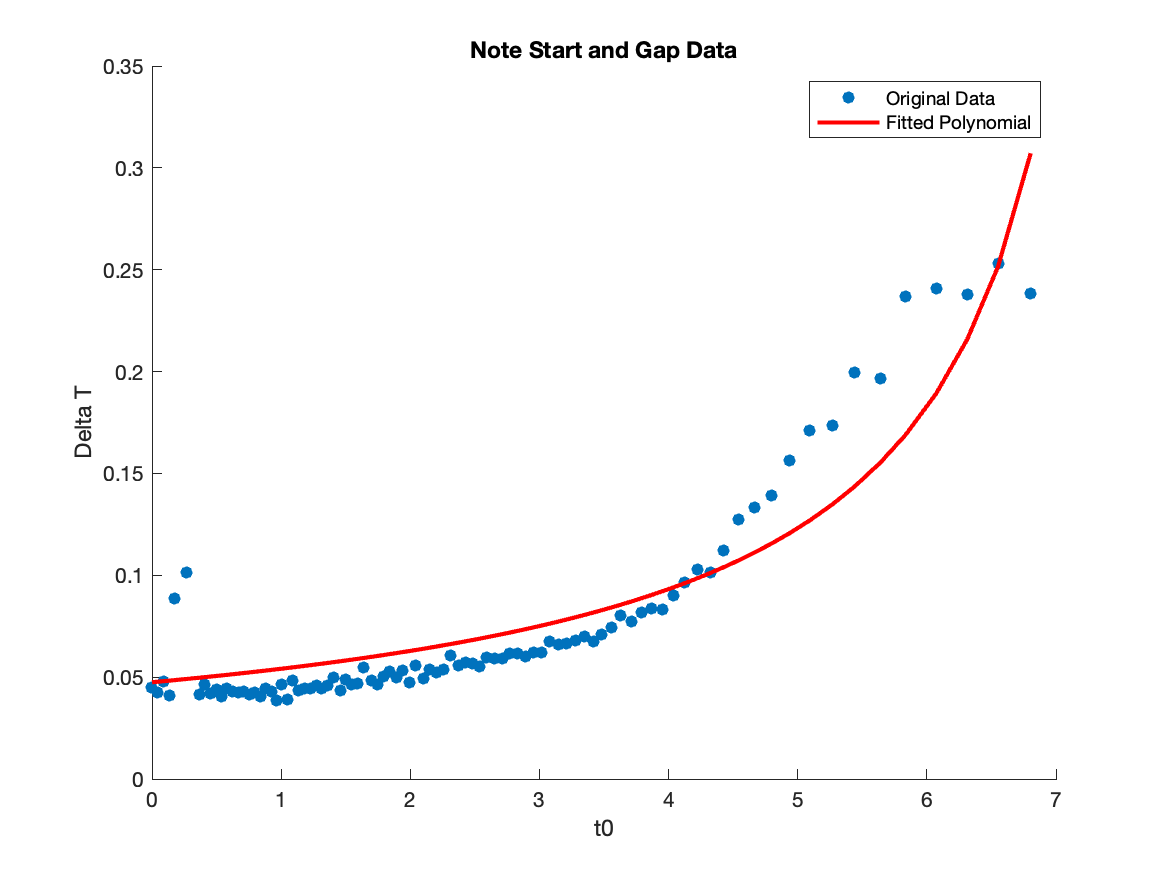 Note Start and Gap Data
Original Data
Fitted Polynomial
0.35
0.3
0.25
0.2
0.15
0.1
0.05
0
Delta T
0 1 2 3 4 5 6 7
t0